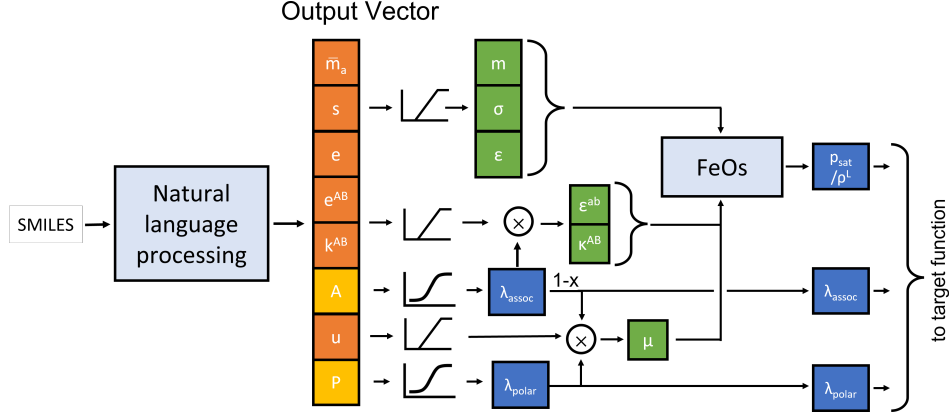 Output Vector
m̄ₐ
s
e
eᴬᴮ
kᴬᴮ
A
u
P
SMILES
Natural
language
processing
m
σ
ε
×
εᵃᵇ
κᴬᴮ
λassoc
1-x
×
μ
λpolar
FeOs
psat
/ρᴸ
λassoc
λpolar
to target function